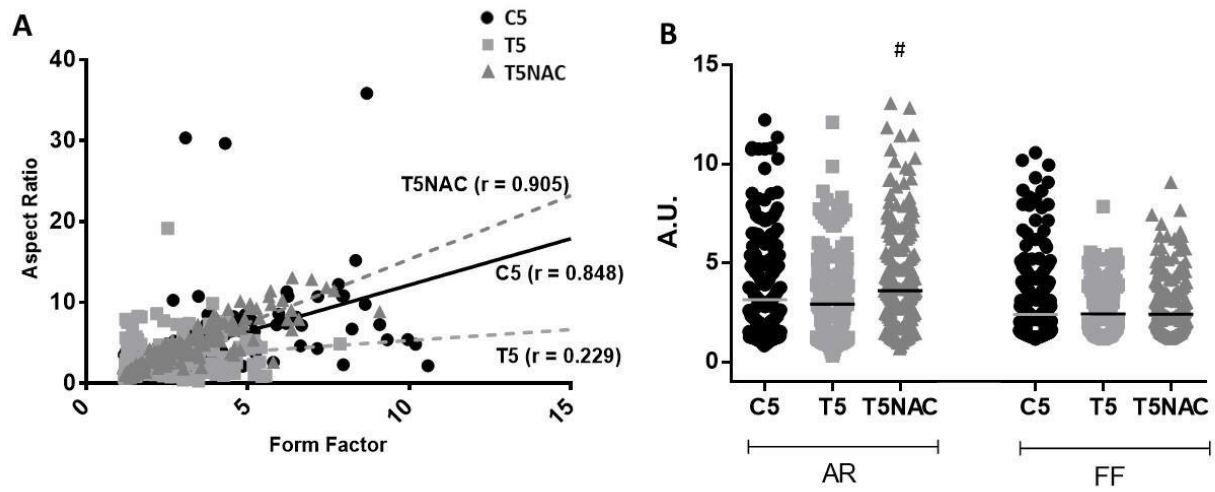 A
C5
T5
T5NAC
40
30
20
10
0
Aspect Ratio
T5NAC (r = 0.905)
C5 (r = 0.848)
T5 (r = 0.229)
0
5
10
15
Form Factor
B
#
15
10
5
0
A.U.
C5 T5 T5NAC C5 T5 T5NAC
AR FF